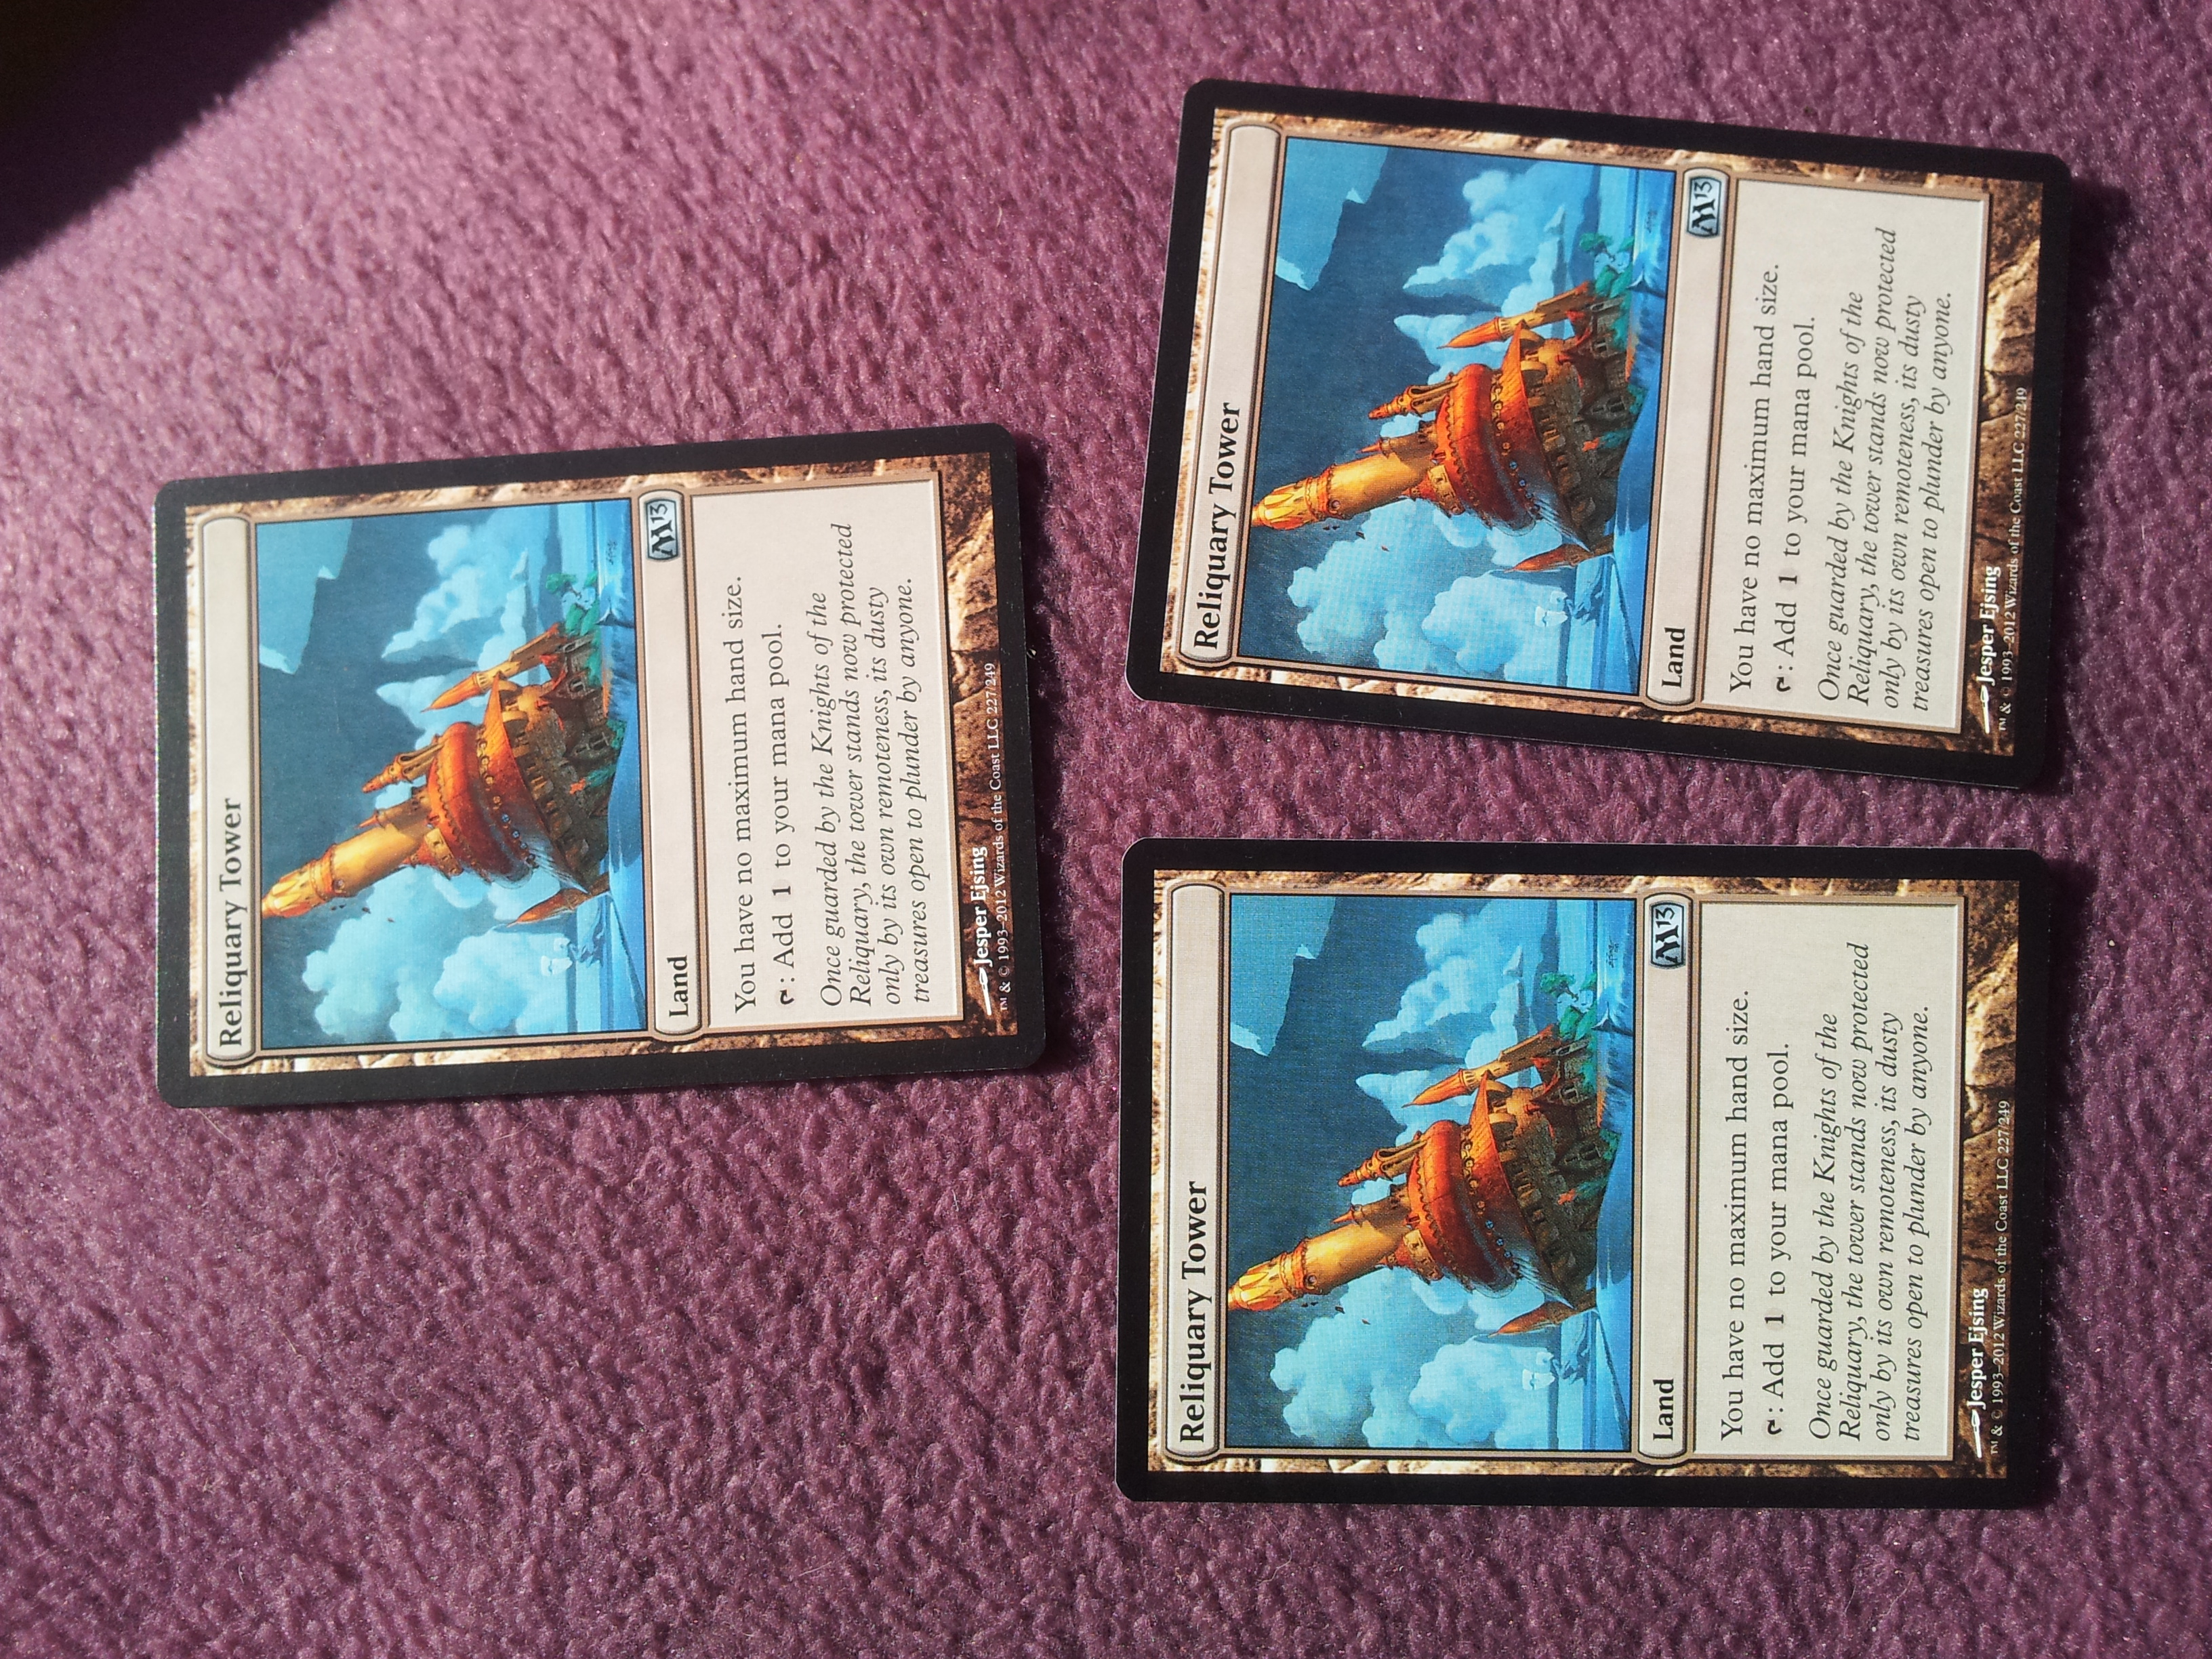 Reliquary Tower
Land
M13
You have no maximum hand size.
: Add 1 to your mana pool.
Once guarded by the Knights of the
Reliquary, the tower stands now protected
only by its own remoteness, its dusty
treasures open to plunder by anyone.
Jesper Ejsing
™ & © 1993–2012 Wizards of the Coast LLC 227/249
Reliquary Tower
Land
M13
You have no maximum hand size.
: Add 1 to your mana pool.
Once guarded by the Knights of the
Reliquary, the tower stands now protected
only by its own remoteness, its dusty
treasures open to plunder by anyone.
Jesper Ejsing
™ & © 1993–2012 Wizards of the Coast LLC 227/249
Reliquary Tower
Land
M13
You have no maximum hand size.
: Add 1 to your mana pool.
Once guarded by the Knights of the
Reliquary, the tower stands now protected
only by its own remoteness, its dusty
treasures open to plunder by anyone.
Jesper Ejsing
™ & © 1993–2012 Wizards of the Coast LLC 227/249